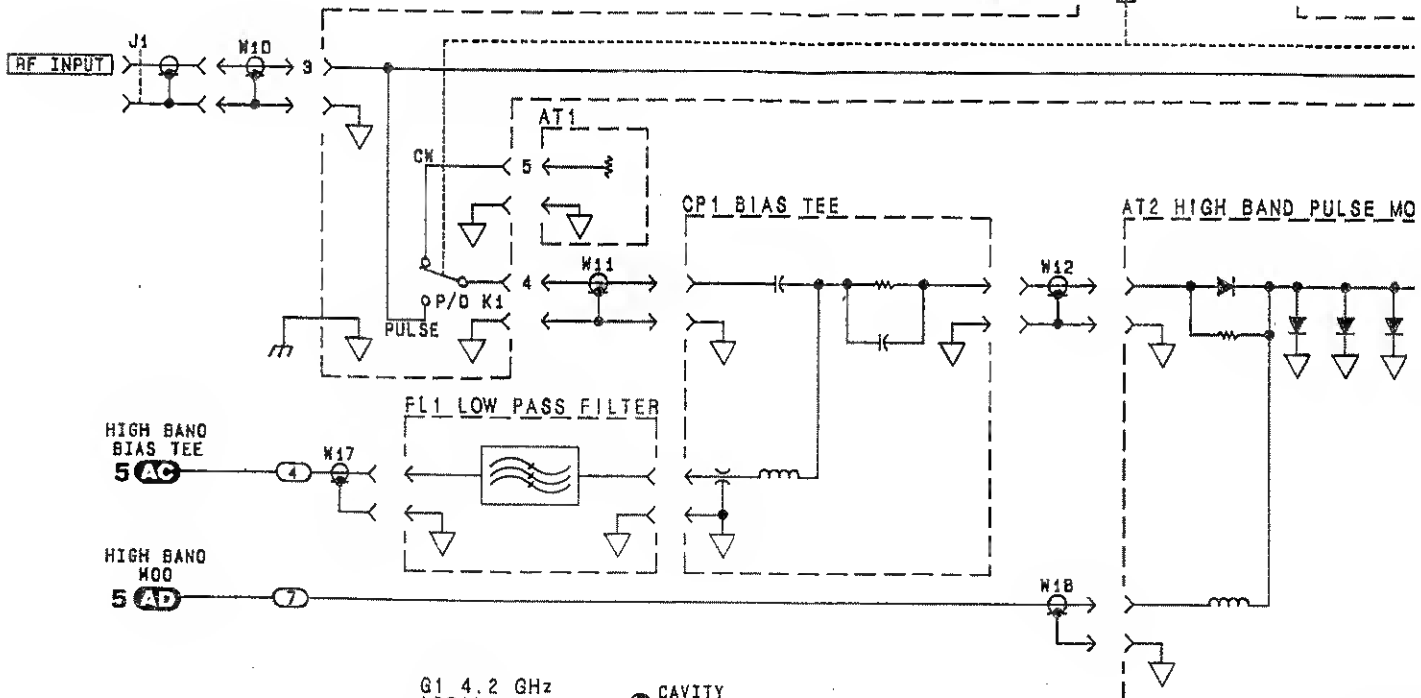 J1
RF INPUT
W10
3
AT1
CW
5
CP1 BIAS TEE
AT2 HIGH BAND PULSE MO
W11
W12
4
P/O K1
PULSE
FL1 LOW PASS FILTER
HIGH BAND
BIAS TEE
5 AC
4
W17
HIGH BAND
MOD
5 AD
7
W18
G1 4.2 GHz
CAVITY